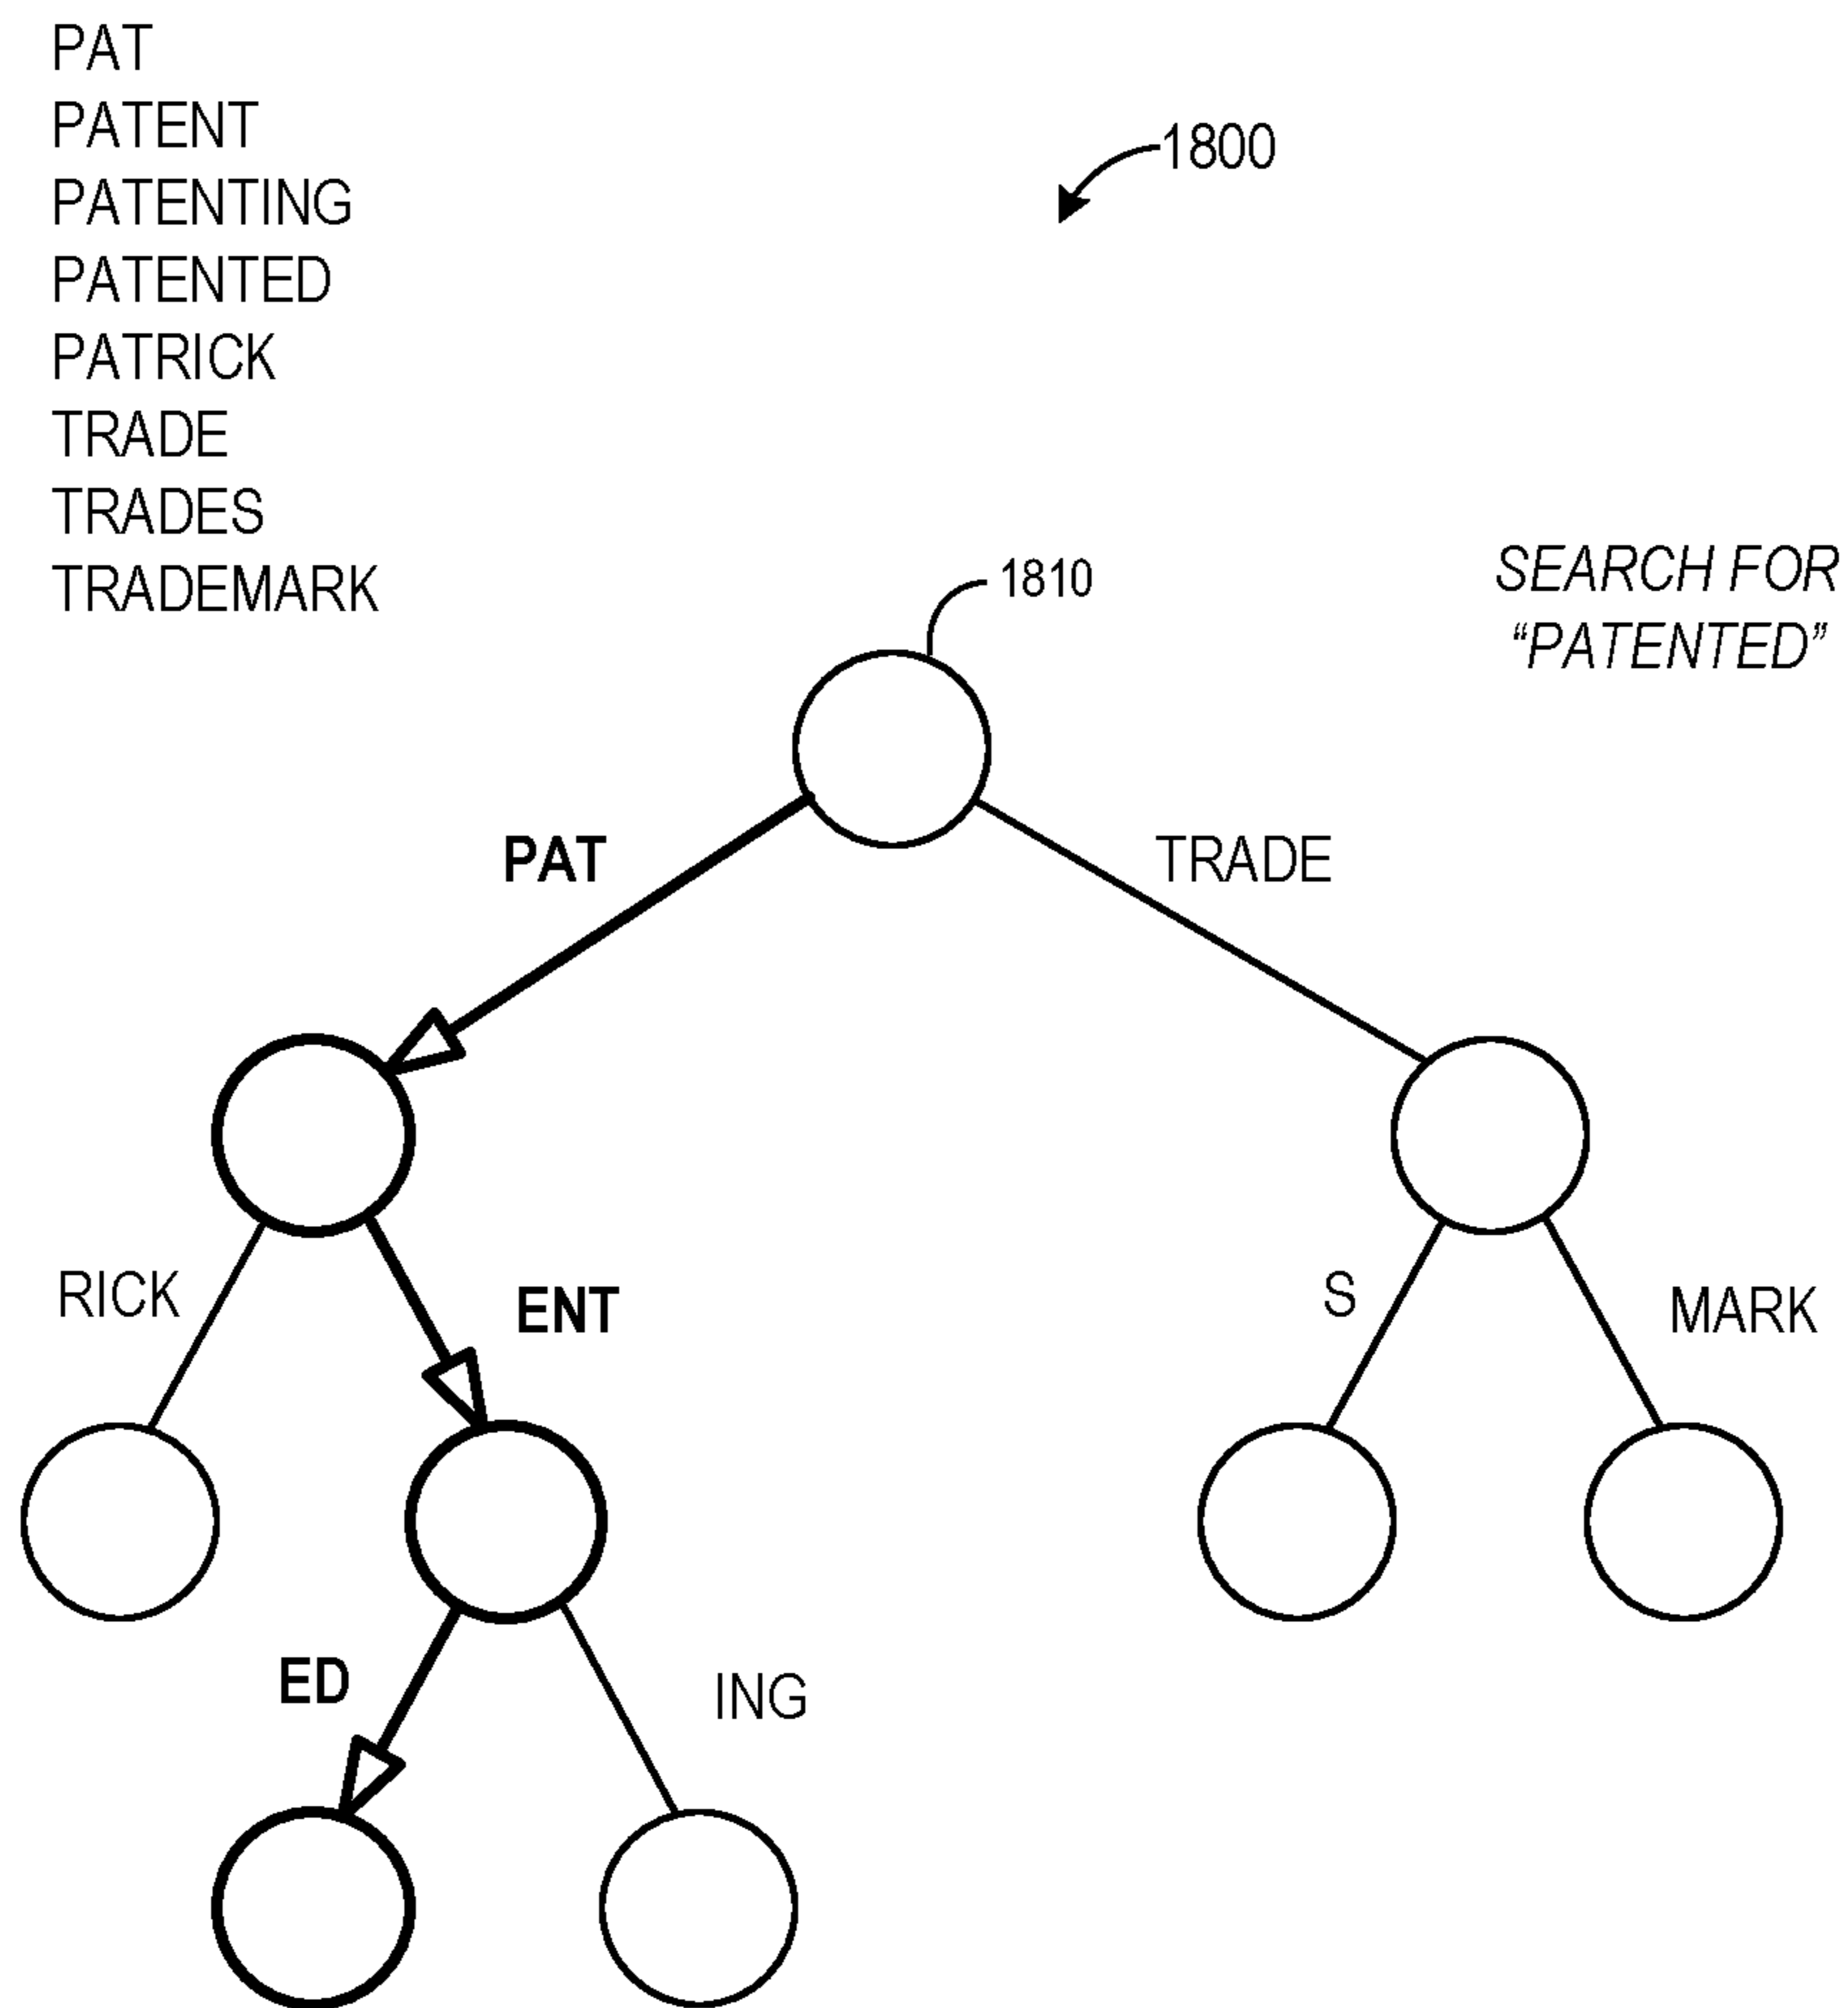 PAT
PATENT
1800
PATENTING
PATENTED
PATRICK
TRADE
TRADES
TRADEMARK
1810
SEARCH FOR
“PATENTED”
PAT
TRADE
RICK
ENT
S
MARK
ED
ING